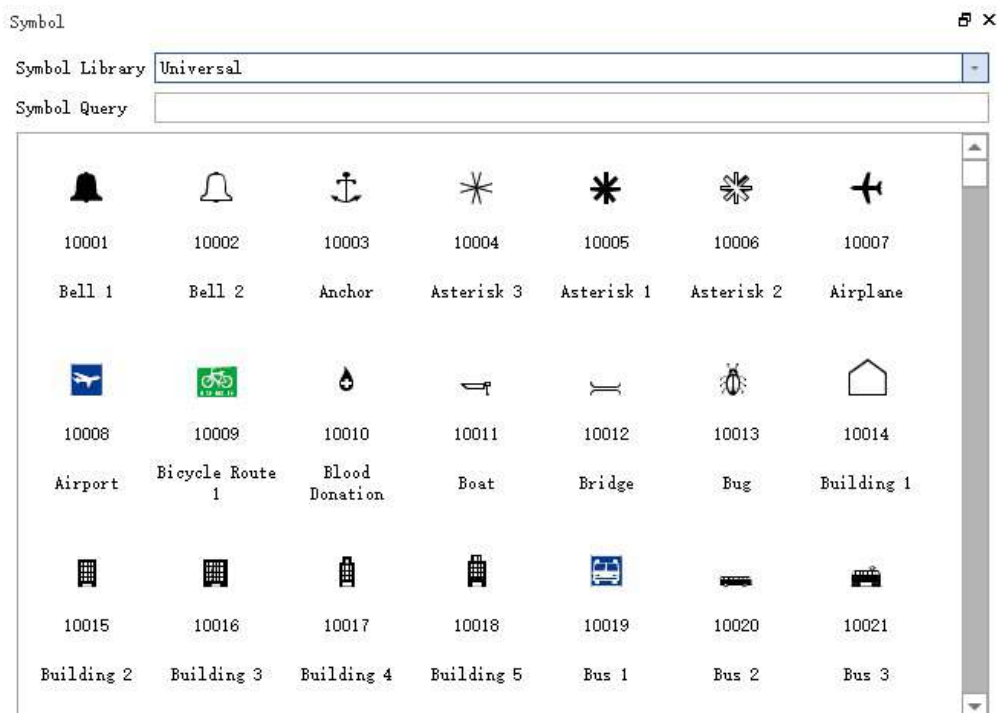 Symbol
Symbol Library Universal
Symbol Query
10001 10002 10003 10004 10005 10006 10007
Bell 1 Bell 2 Anchor Asterisk 3 Asterisk 1 Asterisk 2 Airplane
10008 10009 10010 10011 10012 10013 10014
Airport Bicycle Route 1 Blood Donation Boat Bridge Bug Building 1
10015 10016 10017 10018 10019 10020 10021
Building 2 Building 3 Building 4 Building 5 Bus 1 Bus 2 Bus 3